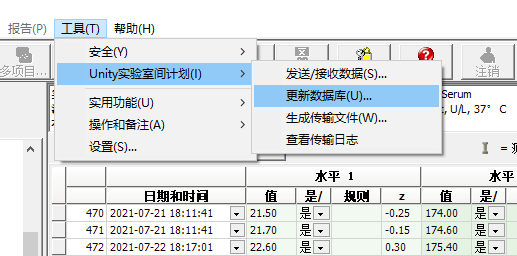 报告(P) 工具(T) 帮助(H)
安全(Y)
Unity实验室间计划(I)
实用功能(U)
操作和备注(A)
设置(S)...
发送/接收数据(S)...
更新数据库(U)...
生成传输文件(W)...
查看传输日志
多项目...
注销
Serum
, U/L, 37° C
水平 1
日期和时间 值 是/ 规则 z 值 是/
470 2021-07-21 18:11:41 21.50 是 -0.25 174.00 是
471 2021-07-21 18:11:41 21.70 是 -0.15 174.60 是
472 2021-07-22 18:17:01 22.60 是 0.30 175.40 是